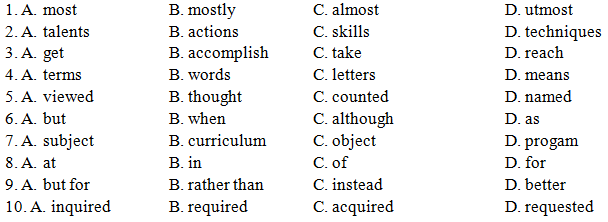 1. A. most B. mostly C. almost D. utmost
2. A. talents B. actions C. skills D. techniques
3. A. get B. accomplish C. take D. reach
4. A. terms B. words C. letters D. means
5. A. viewed B. thought C. counted D. named
6. A. but B. when C. although D. as
7. A. subject B. curriculum C. object D. progam
8. A. at B. in C. of D. for
9. A. but for B. rather than C. instead D. better
10. A. inquired B. required C. acquired D. requested